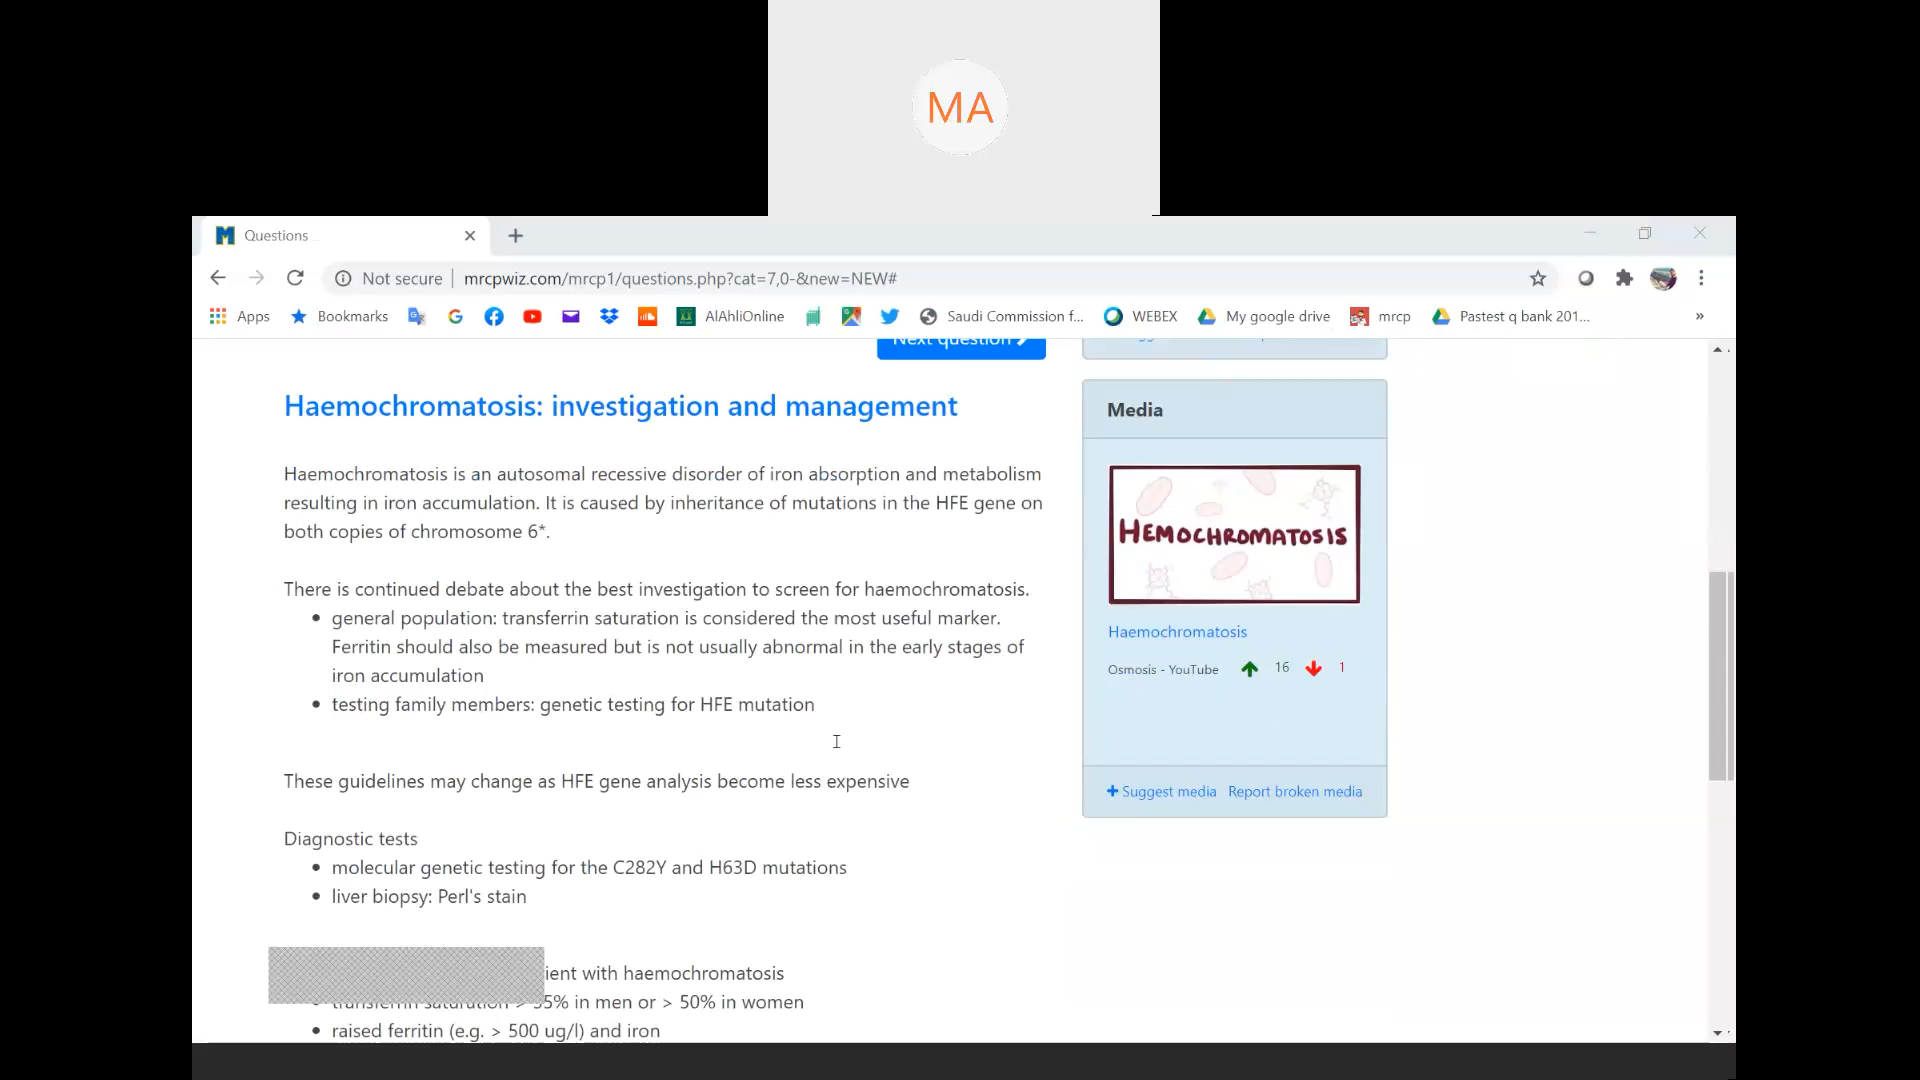 MA
Questions
Not secure
mrcpwiz.com/mrcp1/questions.php?cat=7,0-&new=NEW#
Apps
Bookmarks
AlAhliOnline
Saudi Commission f...
WEBEX
My google drive
mrcp
Pastest q bank 201...
»
Next question
Haemochromatosis: investigation and management
Haemochromatosis is an autosomal recessive disorder of iron absorption and metabolism
resulting in iron accumulation. It is caused by inheritance of mutations in the HFE gene on
both copies of chromosome 6*.
There is continued debate about the best investigation to screen for haemochromatosis.
• general population: transferrin saturation is considered the most useful marker.
Ferritin should also be measured but is not usually abnormal in the early stages of
iron accumulation
• testing family members: genetic testing for HFE mutation
These guidelines may change as HFE gene analysis become less expensive
Diagnostic tests
• molecular genetic testing for the C282Y and H63D mutations
• liver biopsy: Perl's stain
ient with haemochromatosis
• transferrin saturation > 55% in men or > 50% in women
• raised ferritin (e.g. > 500 ug/l) and iron
Media
HEMOCHROMATOSIS
Haemochromatosis
Osmosis - YouTube 16 1
+ Suggest media Report broken media